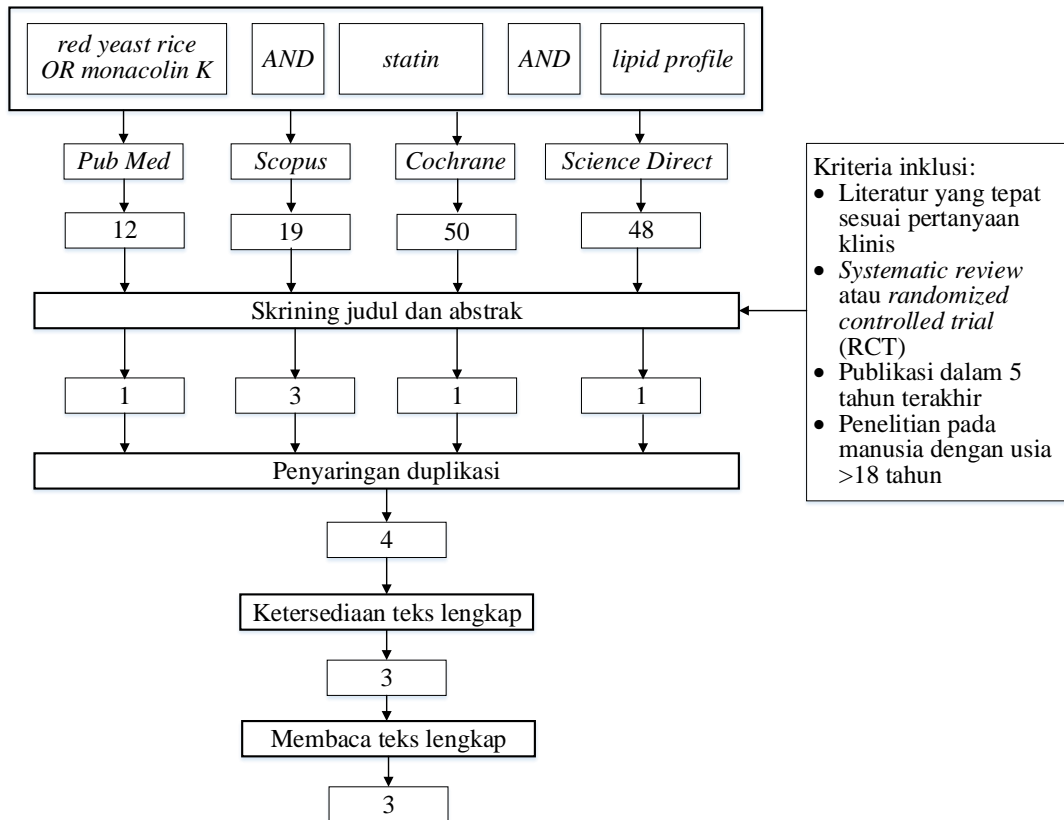 red yeast rice
OR monacolin K
AND
statin
AND
lipid profile
Pub Med
Scopus
Cochrane
Science Direct
12
19
50
48
Skrining judul dan abstrak
Kriteria inklusi:
• Literatur yang tepat
sesuai pertanyaan
klinis
• Systematic review
atau randomized
controlled trial
(RCT)
• Publikasi dalam 5
tahun terakhir
• Penelitian pada
manusia dengan usia
>18 tahun
1
3
1
1
Penyaringan duplikasi
4
Ketersediaan teks lengkap
3
Membaca teks lengkap
3